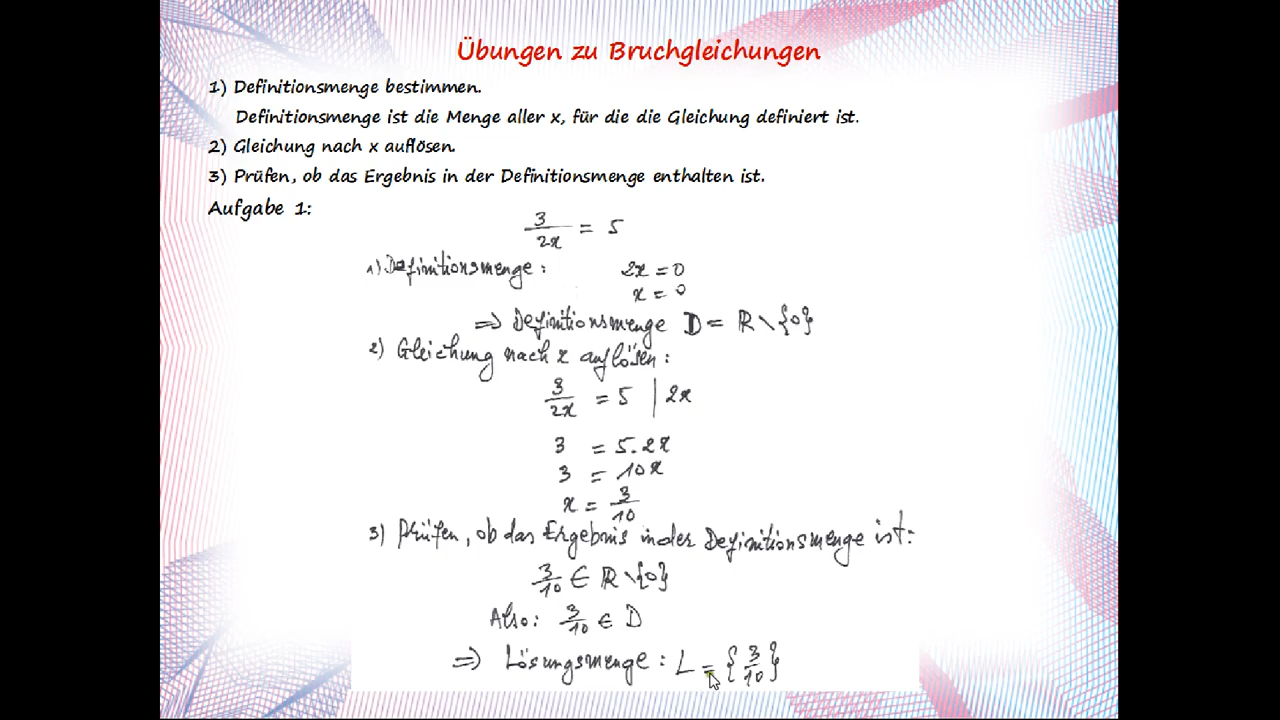 Übungen zu Bruchgleichungen
1) Definitionsmenge bestimmen.
Definitionsmenge ist die Menge aller x, für die die Gleichung definiert ist.
2) Gleichung nach x auflösen.
3) Prüfen, ob das Ergebnis in der Definitionsmenge enthalten ist.
Aufgabe 1:
3/2x = 5
1) Definitionsmenge: 2x = 0
x = 0
=> Definitionsmenge D = ℝ \ {0}
2) Gleichung nach x auflösen:
3/2x = 5 | 2x
3 = 5.2x
3 = 10x
x = 3/10
3) Prüfen, ob das Ergebnis in der Definitionsmenge ist:
3/10 ∈ ℝ \ {0}
Also: 3/10 ∈ D
=> Lösungsmenge: L = {3/10}